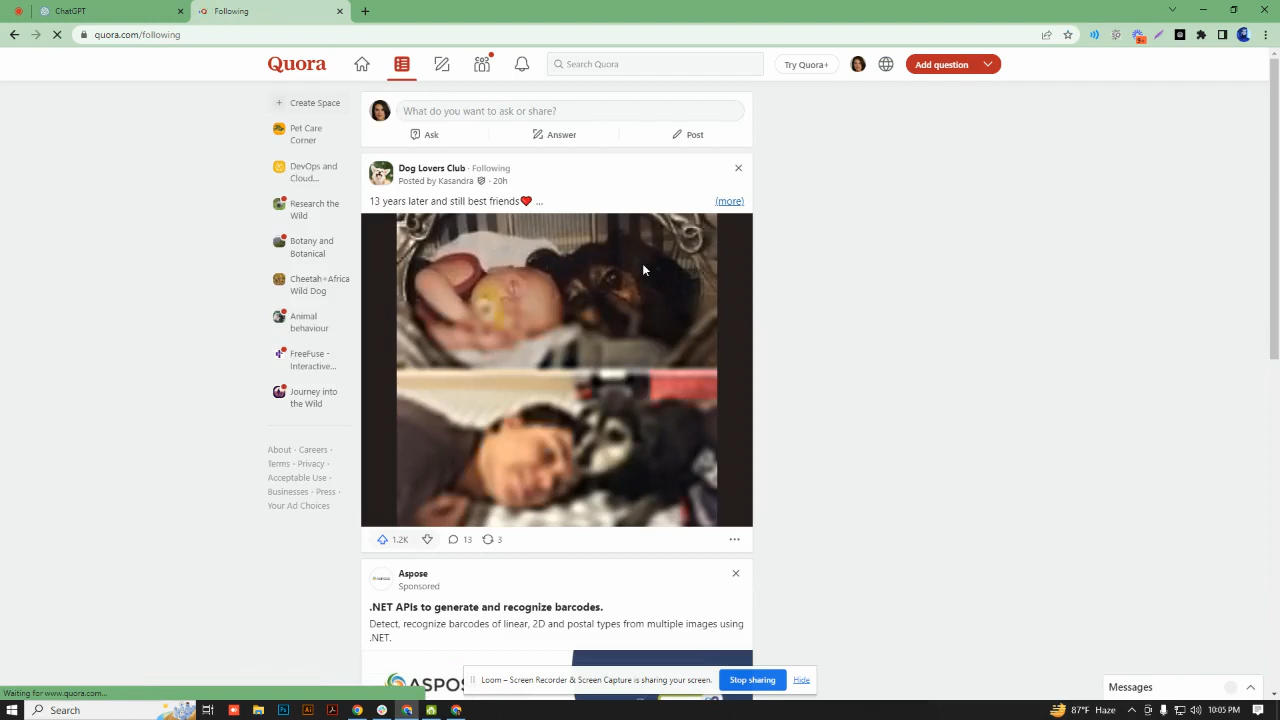 ChatGPT
Following
quora.com/following
Quora
Search Quora
Try Quora+
Add question
Create Space
Pet Care
Corner
DevOps and
Cloud...
Research the
Wild
Botany and
Botanical
Cheetah+Africa
Wild Dog
Animal
behaviour
FreeFuse -
Interactive...
Journey into
the Wild
About · Careers ·
Terms · Privacy ·
Acceptable Use ·
Businesses · Press ·
Your Ad Choices
What do you want to ask or share?
Ask
Answer
Post
Dog Lovers Club · Following
Posted by Kasandra · 20h
13 years later and still best friends❤ ...
(more)
1.2K
13
3
Aspose
Sponsored
.NET APIs to generate and recognize barcodes.
Detect, recognize barcodes of linear, 2D and postal types from multiple images using
.NET.
Loom – Screen Recorder & Screen Capture is sharing your screen.
Stop sharing
Hide
Messages
Waiting for www.quora.com...
Search
87°F Haze
10:05 PM